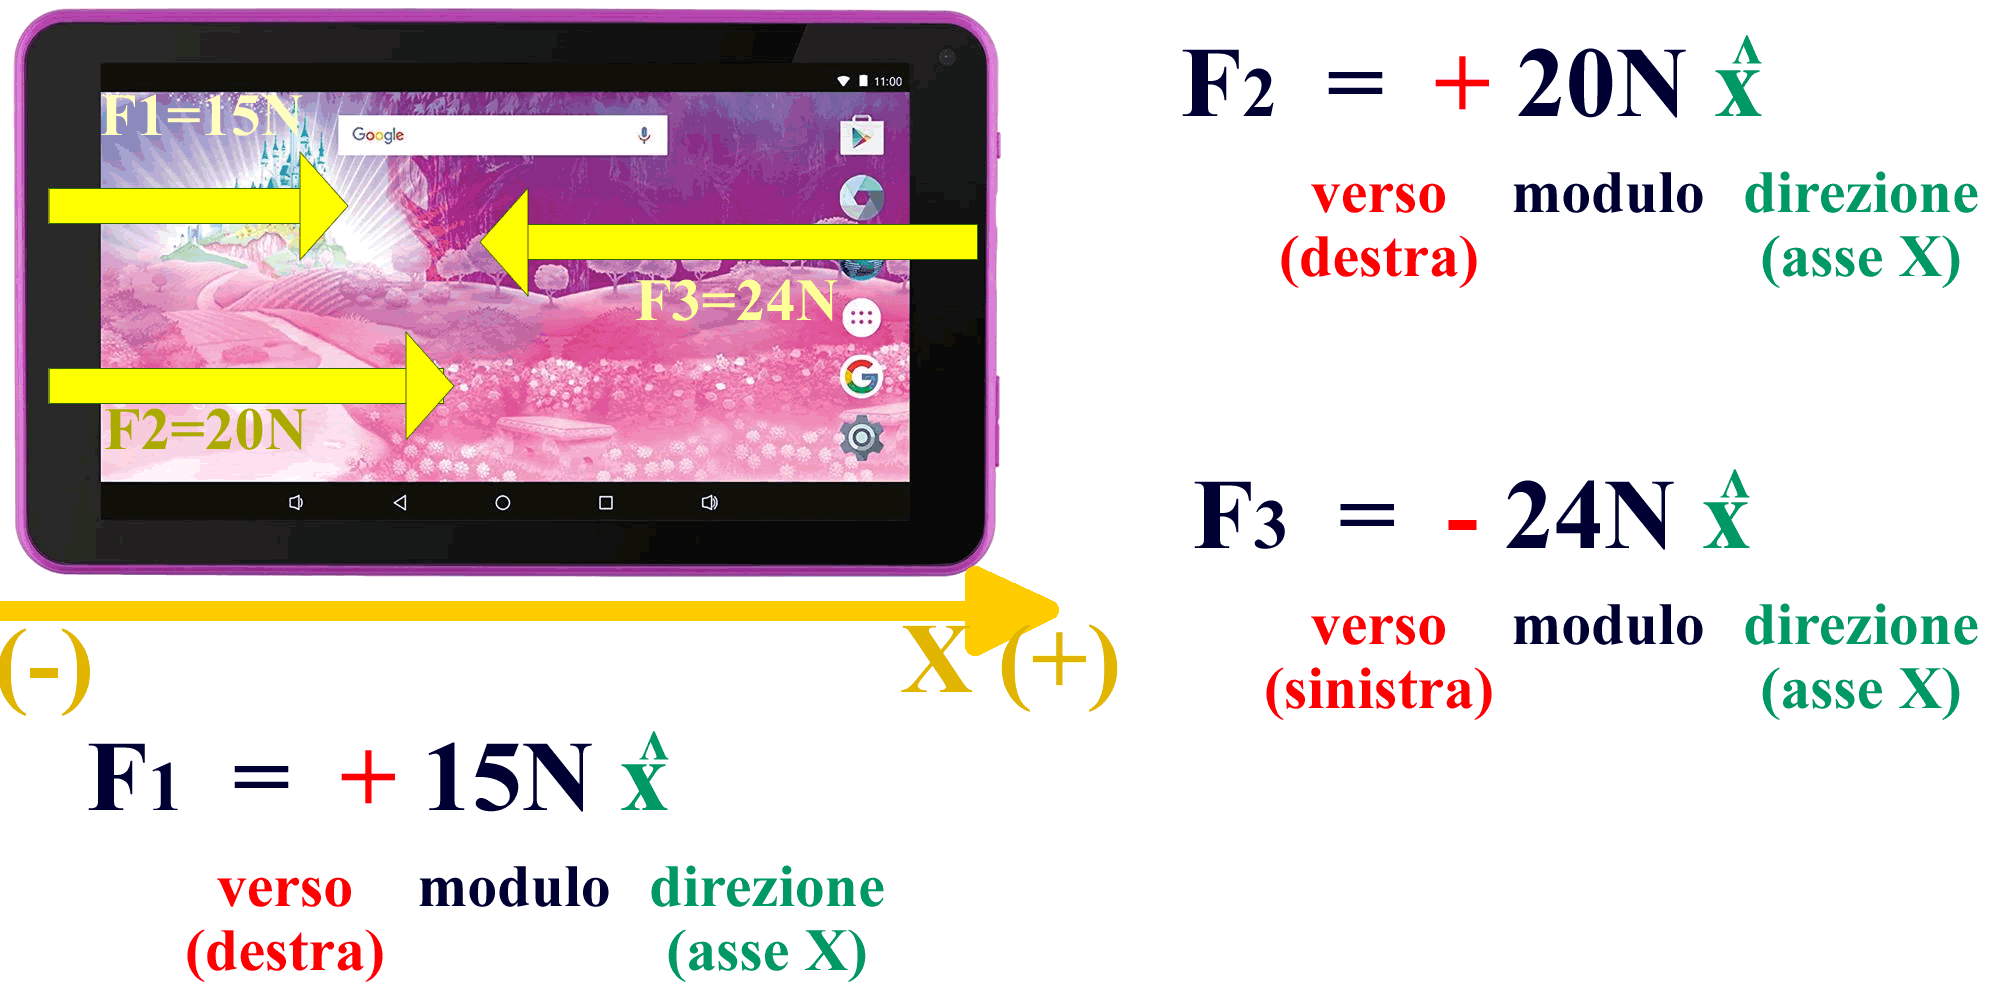 11:00
F1=15N
Google
F3=24N
F2=20N
(-)
X (+)
F1 = + 15N x̂
verso modulo direzione
(destra) (asse X)
F2 = + 20N x̂
verso modulo direzione
(destra) (asse X)
F3 = - 24N x̂
verso modulo direzione
(sinistra) (asse X)